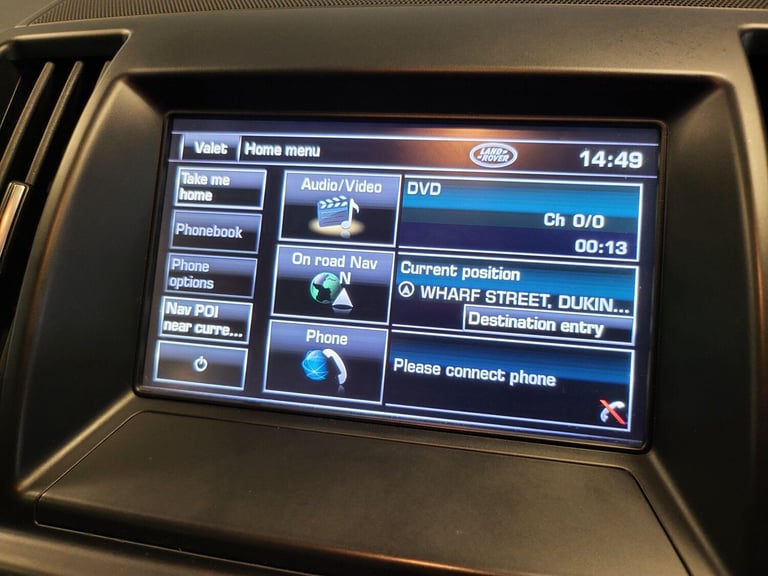 Valet Home menu LAND ROVER 14:49
Take me
home
Phonebook
Phone
options
Nav POI
near curre...
Audio/Video
DVD
Ch 0/0
00:13
On road Nav
N
Current position
WHARF STREET, DUKIN...
Destination entry
Phone
Please connect phone